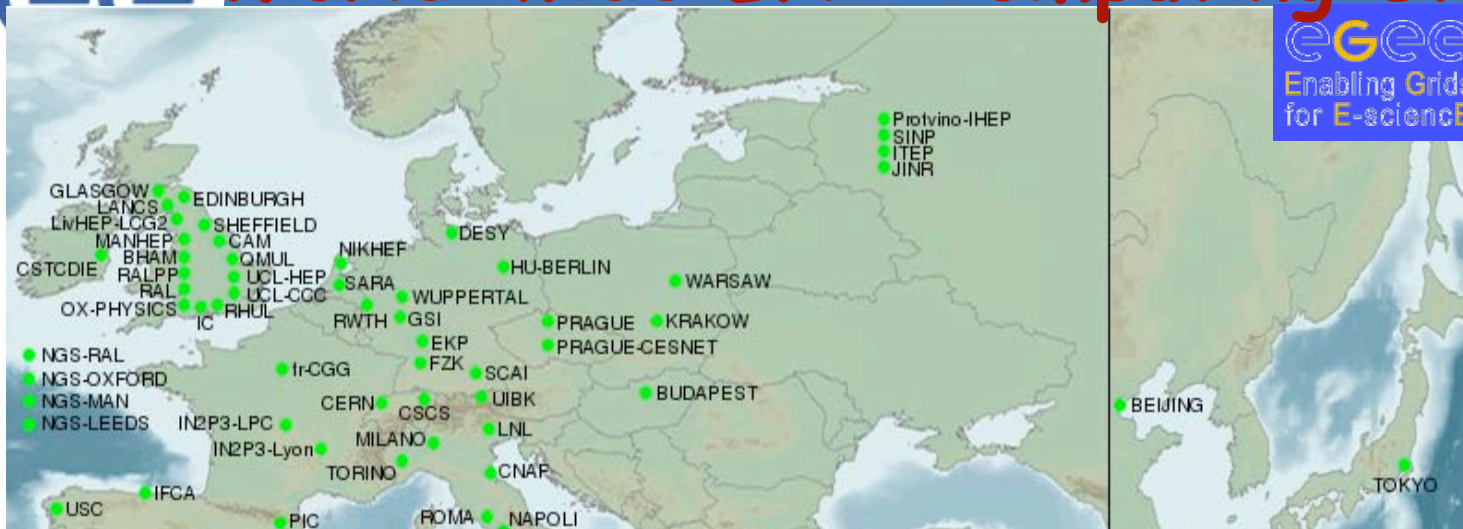 eGee
Enabling Grids
for E-sciencE
Protvino-IHEP
SINP
ITEP
JINR
GLASGOW
EDINBURGH
LANCS
LivHEP-LCG2
SHEFFIELD
MANHEP
CAM
BHAM
QMUL
CSTCDIE
RALPP
UCL-HEP
RAL
UCL-CCC
OX-PHYSICS
IC
RHUL
NIKHEF
SARA
DESY
HU-BERLIN
WARSAW
WUPPERTAL
RWTH
GSI
PRAGUE
KRAKOW
EKP
PRAGUE-CESNET
NGS-RAL
NGS-OXFORD
NGS-MAN
NGS-LEEDS
fr-CGG
FZK
SCAI
CERN
CSCS
UIBK
BUDAPEST
BEIJING
IN2P3-LPC
MILANO
LNL
IN2P3-Lyon
TORINO
CNAF
TOKYO
IFCA
USC
PIC
ROMA
NAPOLI